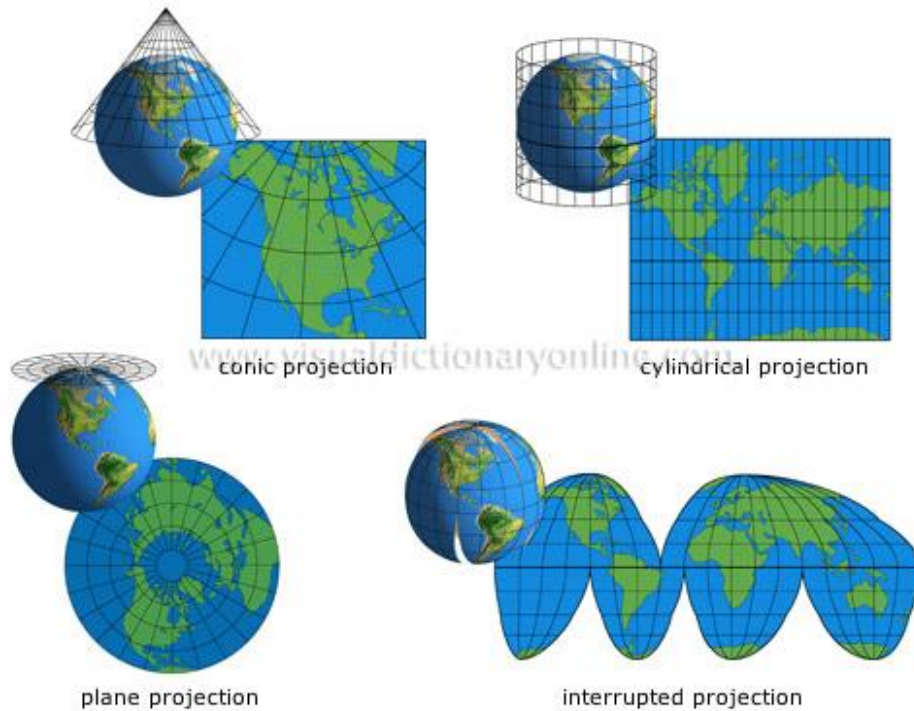 www.visualdictionaryonline.com
conic projection
cylindrical projection
plane projection
interrupted projection